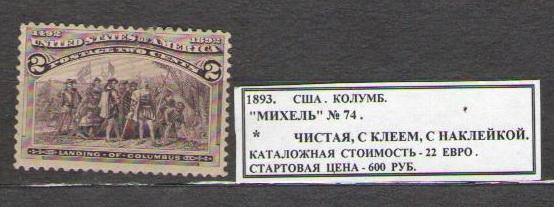 1492 1892
UNITED STATES OF AMERICA
POSTAGE TWO CENTS
2 2
LANDING - OF - COLUMBUS
1893. США. КОЛУМБ.
"МИХЕЛЬ" № 74.
* ЧИСТАЯ, С КЛЕЕМ, С НАКЛЕЙКОЙ.
КАТАЛОЖНАЯ СТОИМОСТЬ - 22 ЕВРО.
СТАРТОВАЯ ЦЕНА - 600 РУБ.